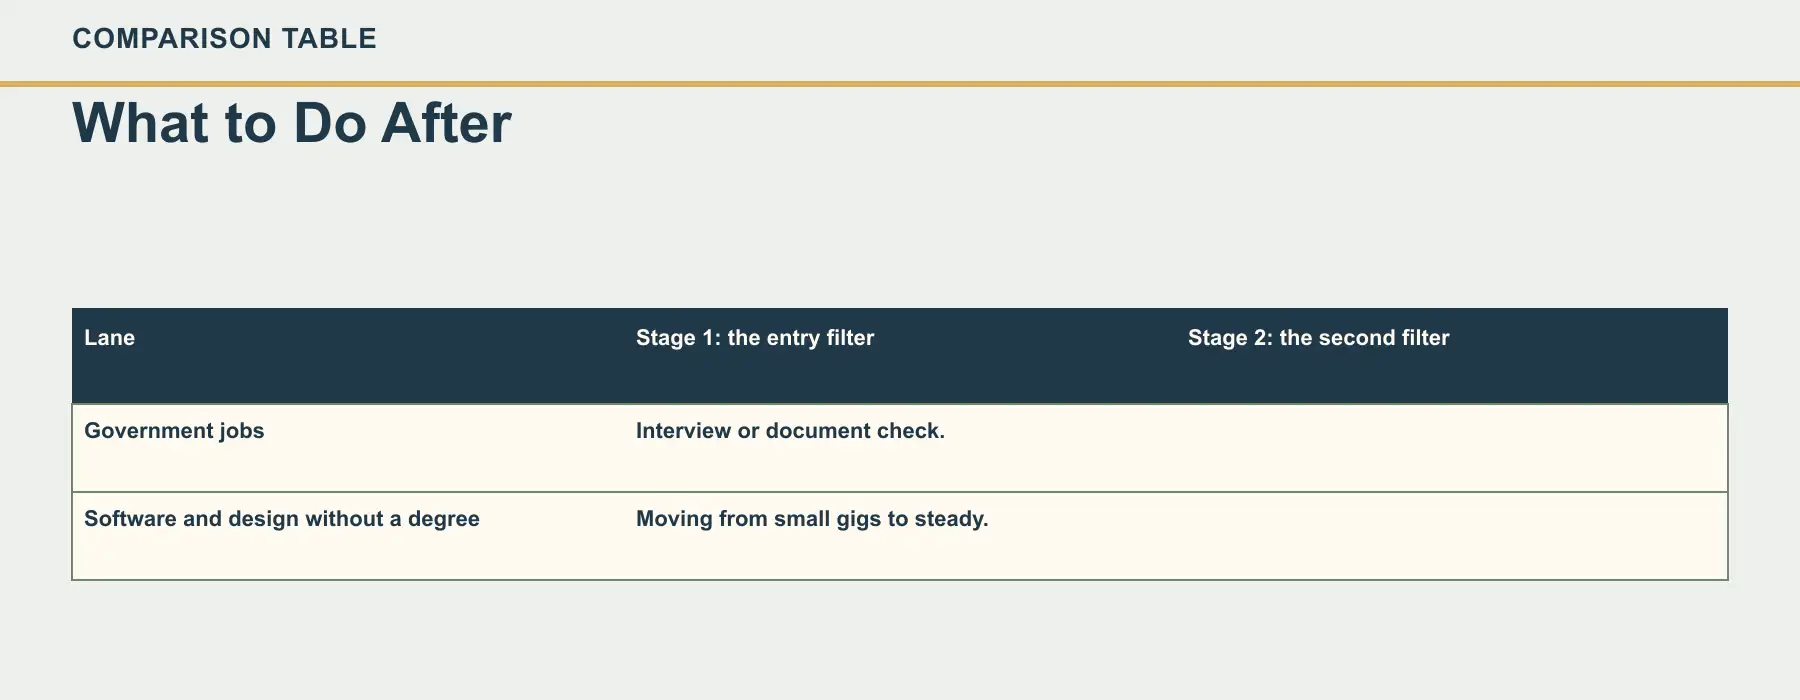 COMPARISON TABLE
What to Do After
Lane Stage 1: the entry filter Stage 2: the second filter
Government jobs Interview or document check.
Software and design without a degree Moving from small gigs to steady.